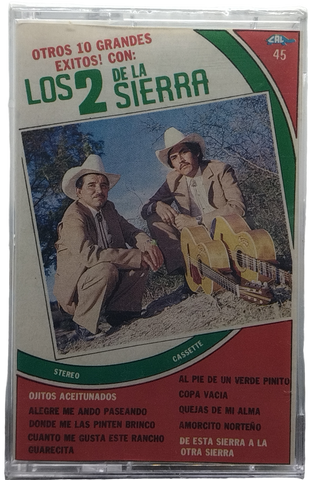 OTROS 10 GRANDES
EXITOS! CON:
LOS 2 DE LA SIERRA
CALS
45
STEREO
CASSETTE
OJITOS ACEITUNADOS
ALEGRE ME ANDO PASEANDO
DONDE ME LAS PINTEN BRINCO
CUANTO ME GUSTA ESTE RANCHO
GUARECITA
AL PIE DE UN VERDE PINITO
COPA VACIA
QUEJAS DE MI ALMA
AMORCITO NORTEÑO
DE ESTA SIERRA A LA
OTRA SIERRA